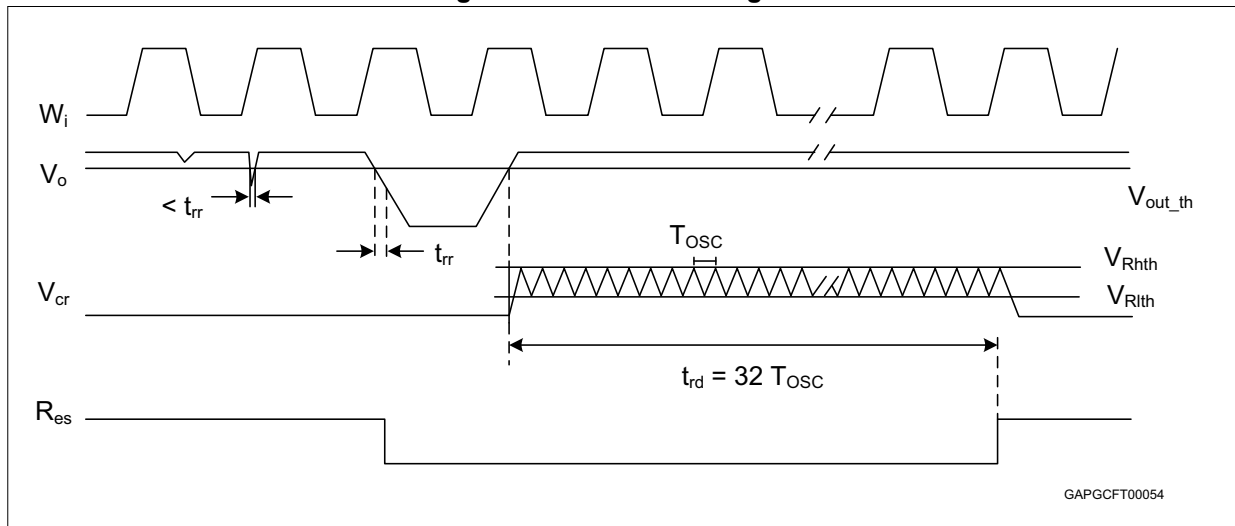 Wi
Vo
Vout_th
< trr
trr
TOSC
VRhth
Vcr
VRlth
trd = 32 TOSC
Res
GAPGCFT00054